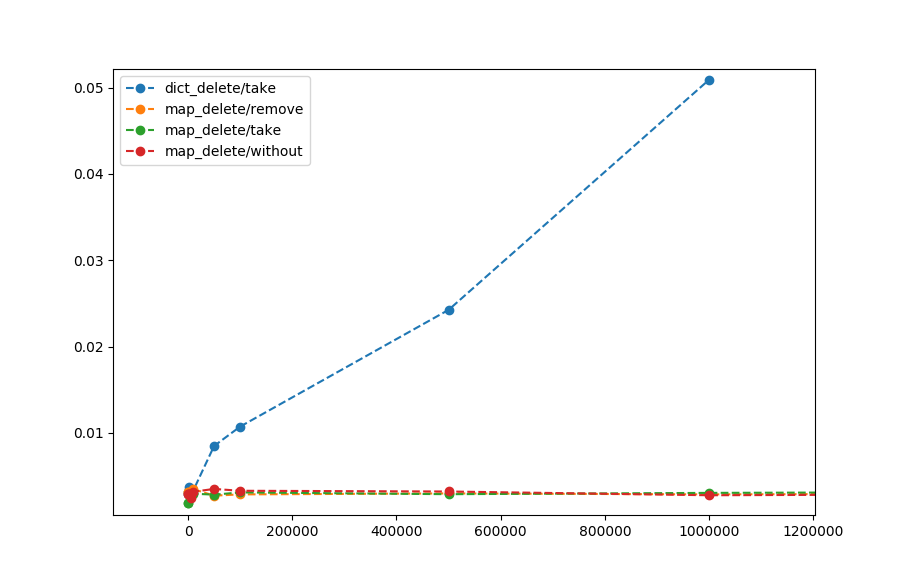 dict_delete/take
map_delete/remove
map_delete/take
map_delete/without
0.05
0.04
0.03
0.02
0.01
0 200000 400000 600000 800000 1000000 1200000